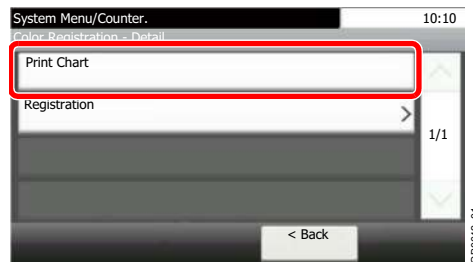 System Menu/Counter. 10:10
Color Registration - Detail
Print Chart
Registration
1/1
< Back